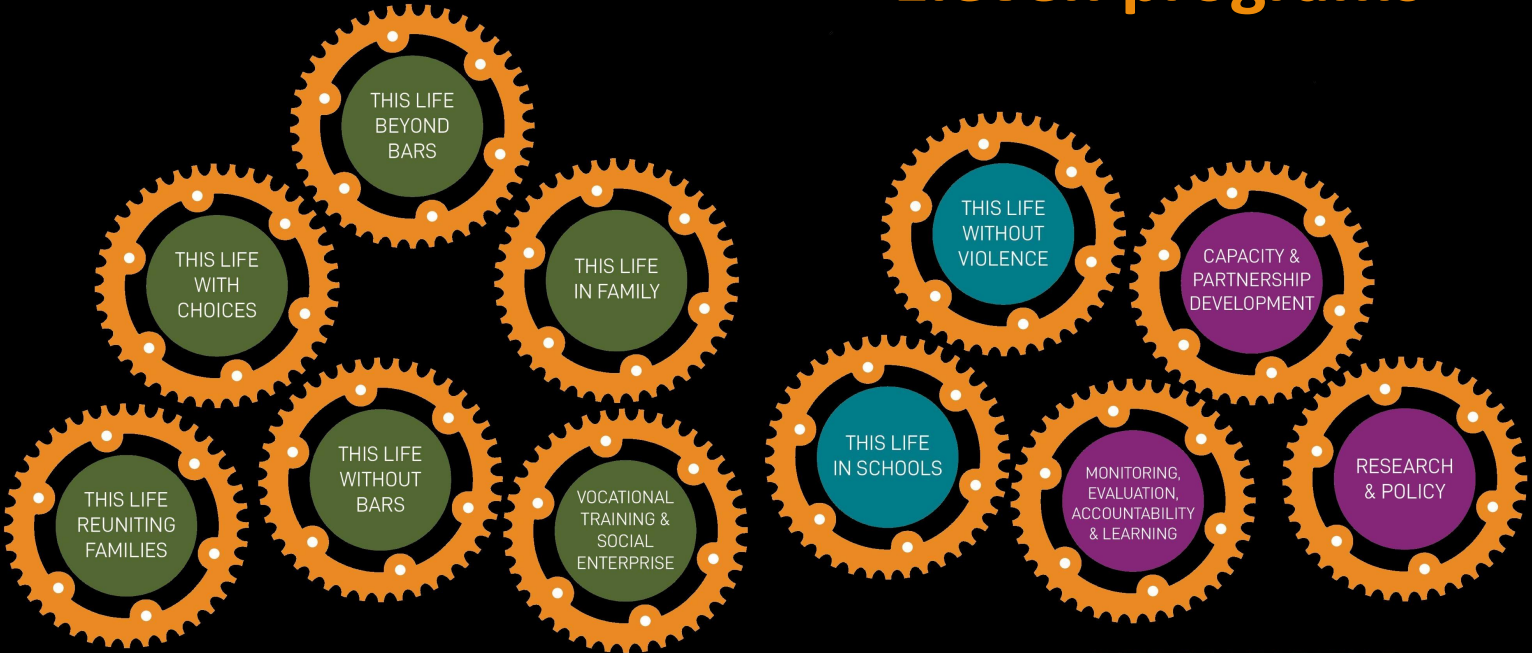 Eleven programs
THIS LIFE
BEYOND
BARS
THIS LIFE
WITH
CHOICES
THIS LIFE
IN FAMILY
THIS LIFE
REUNITING
FAMILIES
THIS LIFE
WITHOUT
BARS
VOCATIONAL
TRAINING &
SOCIAL
ENTERPRISE
THIS LIFE
WITHOUT
VIOLENCE
CAPACITY &
PARTNERSHIP
DEVELOPMENT
THIS LIFE
IN SCHOOLS
MONITORING,
EVALUATION,
ACCOUNTABILITY
& LEARNING
RESEARCH
& POLICY